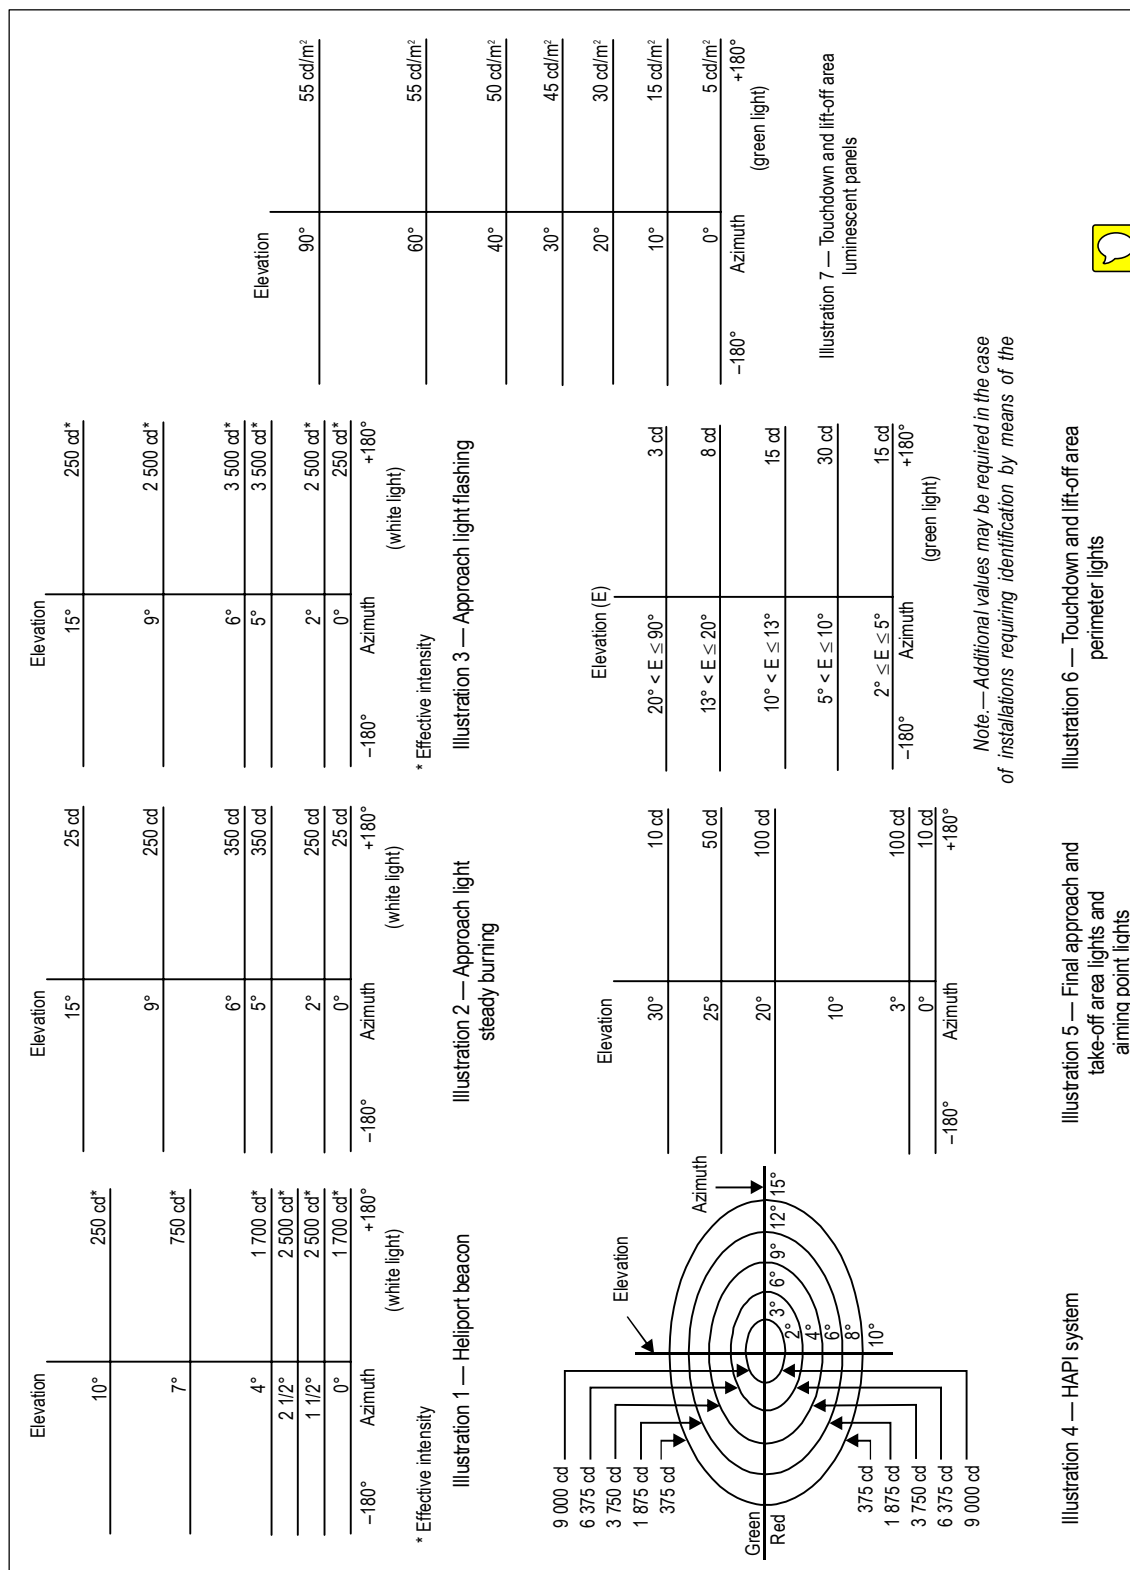 Elevation
10° 250 cd*
7° 750 cd*
4° 1 700 cd*
2 1/2° 2 500 cd*
1 1/2° 2 500 cd*
0° 1 700 cd*
–180° Azimuth +180°
(white light)
* Effective intensity
Illustration 1 — Heliport beacon
Elevation
15° 25 cd
9° 250 cd
6° 350 cd
5° 350 cd
2° 250 cd
0° 25 cd
–180° Azimuth +180°
(white light)
Illustration 2 — Approach light
steady burning
Elevation
15° 250 cd*
9° 2 500 cd*
6° 3 500 cd*
5° 3 500 cd*
2° 2 500 cd*
0° 250 cd*
–180° Azimuth +180°
(white light)
* Effective intensity
Illustration 3 — Approach light flashing
Elevation
90° 55 cd/m²
60° 55 cd/m²
40° 50 cd/m²
30° 45 cd/m²
20° 30 cd/m²
10° 15 cd/m²
0° 5 cd/m²
–180° Azimuth +180°
(green light)
Illustration 7 — Touchdown and lift-off area
luminescent panels
9 000 cd
6 375 cd
3 750 cd
1 875 cd
375 cd
Elevation
Azimuth
Green
Red
3° 6° 9° 12° 15°
2°
4°
6°
8°
10°
375 cd
1 875 cd
3 750 cd
6 375 cd
9 000 cd
Illustration 4 — HAPI system
Elevation
30° 10 cd
25° 50 cd
20° 100 cd
10°
3° 100 cd
0° 10 cd
–180° Azimuth +180°
Illustration 5 — Final approach and
take-off area lights and
aiming point lights
Elevation (E)
20° < E ≤ 90° 3 cd
13° < E ≤ 20° 8 cd
10° < E ≤ 13° 15 cd
5° < E ≤ 10° 30 cd
2° ≤ E ≤ 5° 15 cd
–180° Azimuth +180°
(green light)
Note.— Additional values may be required in the case
of installations requiring identification by means of the
Illustration 6 — Touchdown and lift-off area
perimeter lights